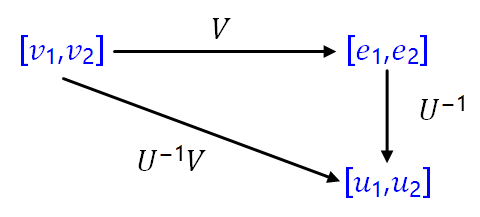 V
[v₁,v₂] [e₁,e₂]
U⁻¹
U⁻¹V
[u₁,u₂]